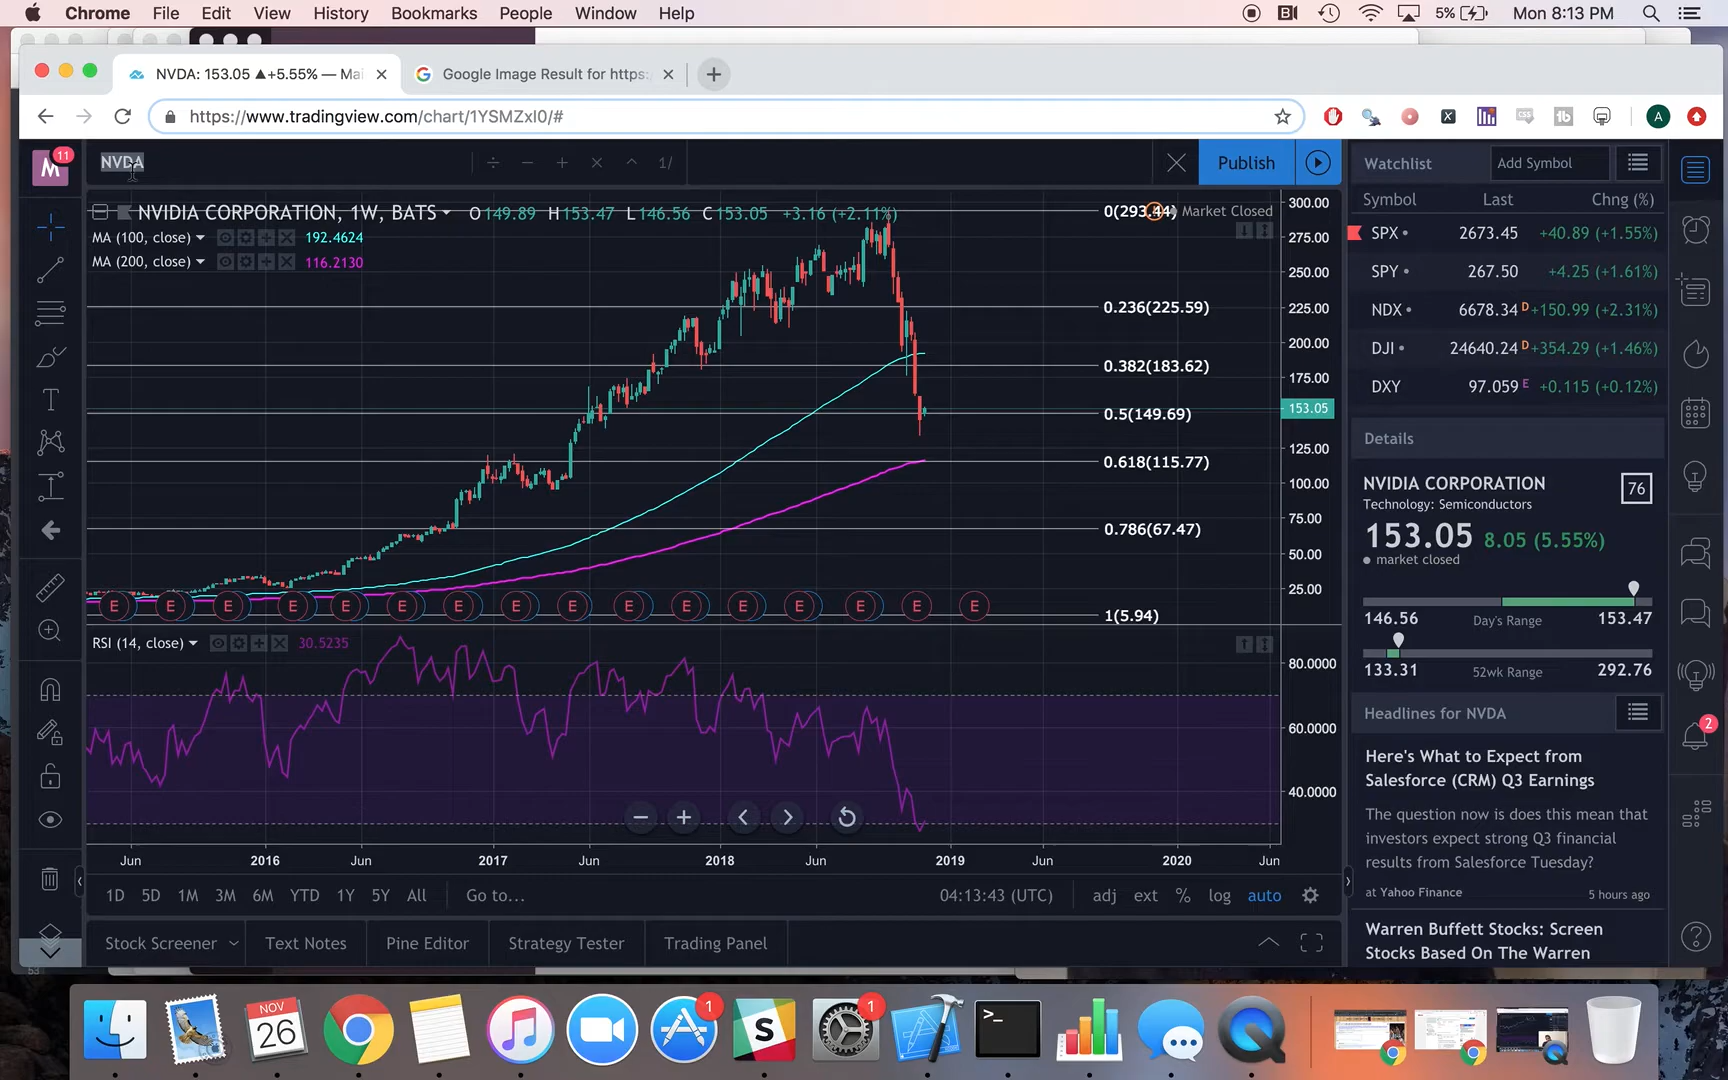 Chrome File Edit View History Bookmarks People Window Help 5% Mon 8:13 PM
NVDA: 153.05 ▲+5.55% — Mai Google Image Result for https:
https://www.tradingview.com/chart/1YSMZxI0/#
A
M 11 NVDA ÷ − + × ^ 1/ Publish
Watchlist Add Symbol
NVIDIA CORPORATION, 1W, BATS O 149.89 H 153.47 L 146.56 C 153.05 +3.16 (+2.11%) 0(293.44) Market Closed
MA (100, close) 192.4624
MA (200, close) 116.2130
0.236(225.59)
0.382(183.62)
0.5(149.69)
0.618(115.77)
0.786(67.47)
1(5.94)
300.00
275.00
250.00
225.00
200.00
175.00
153.05
125.00
100.00
75.00
50.00
25.00
E E E E E E E E E E E E E E E E
RSI (14, close) 30.5235
80.0000
60.0000
40.0000
Jun 2016 Jun 2017 Jun 2018 Jun 2019 Jun 2020 Jun
1D 5D 1M 3M 6M YTD 1Y 5Y All Go to... 04:13:43 (UTC) adj ext % log auto
Stock Screener Text Notes Pine Editor Strategy Tester Trading Panel
Symbol Last Chng (%)
SPX 2673.45 +40.89 (+1.55%)
SPY 267.50 +4.25 (+1.61%)
NDX 6678.34 D +150.99 (+2.31%)
DJI 24640.24 D +354.29 (+1.46%)
DXY 97.059 E +0.115 (+0.12%)
Details
NVIDIA CORPORATION 76
Technology: Semiconductors
153.05 8.05 (5.55%)
market closed
146.56 Day's Range 153.47
133.31 52wk Range 292.76
Headlines for NVDA
2
Here's What to Expect from
Salesforce (CRM) Q3 Earnings
The question now is does this mean that
investors expect strong Q3 financial
results from Salesforce Tuesday?
at Yahoo Finance 5 hours ago
Warren Buffett Stocks: Screen
Stocks Based On The Warren
NOV
26
1
S
1